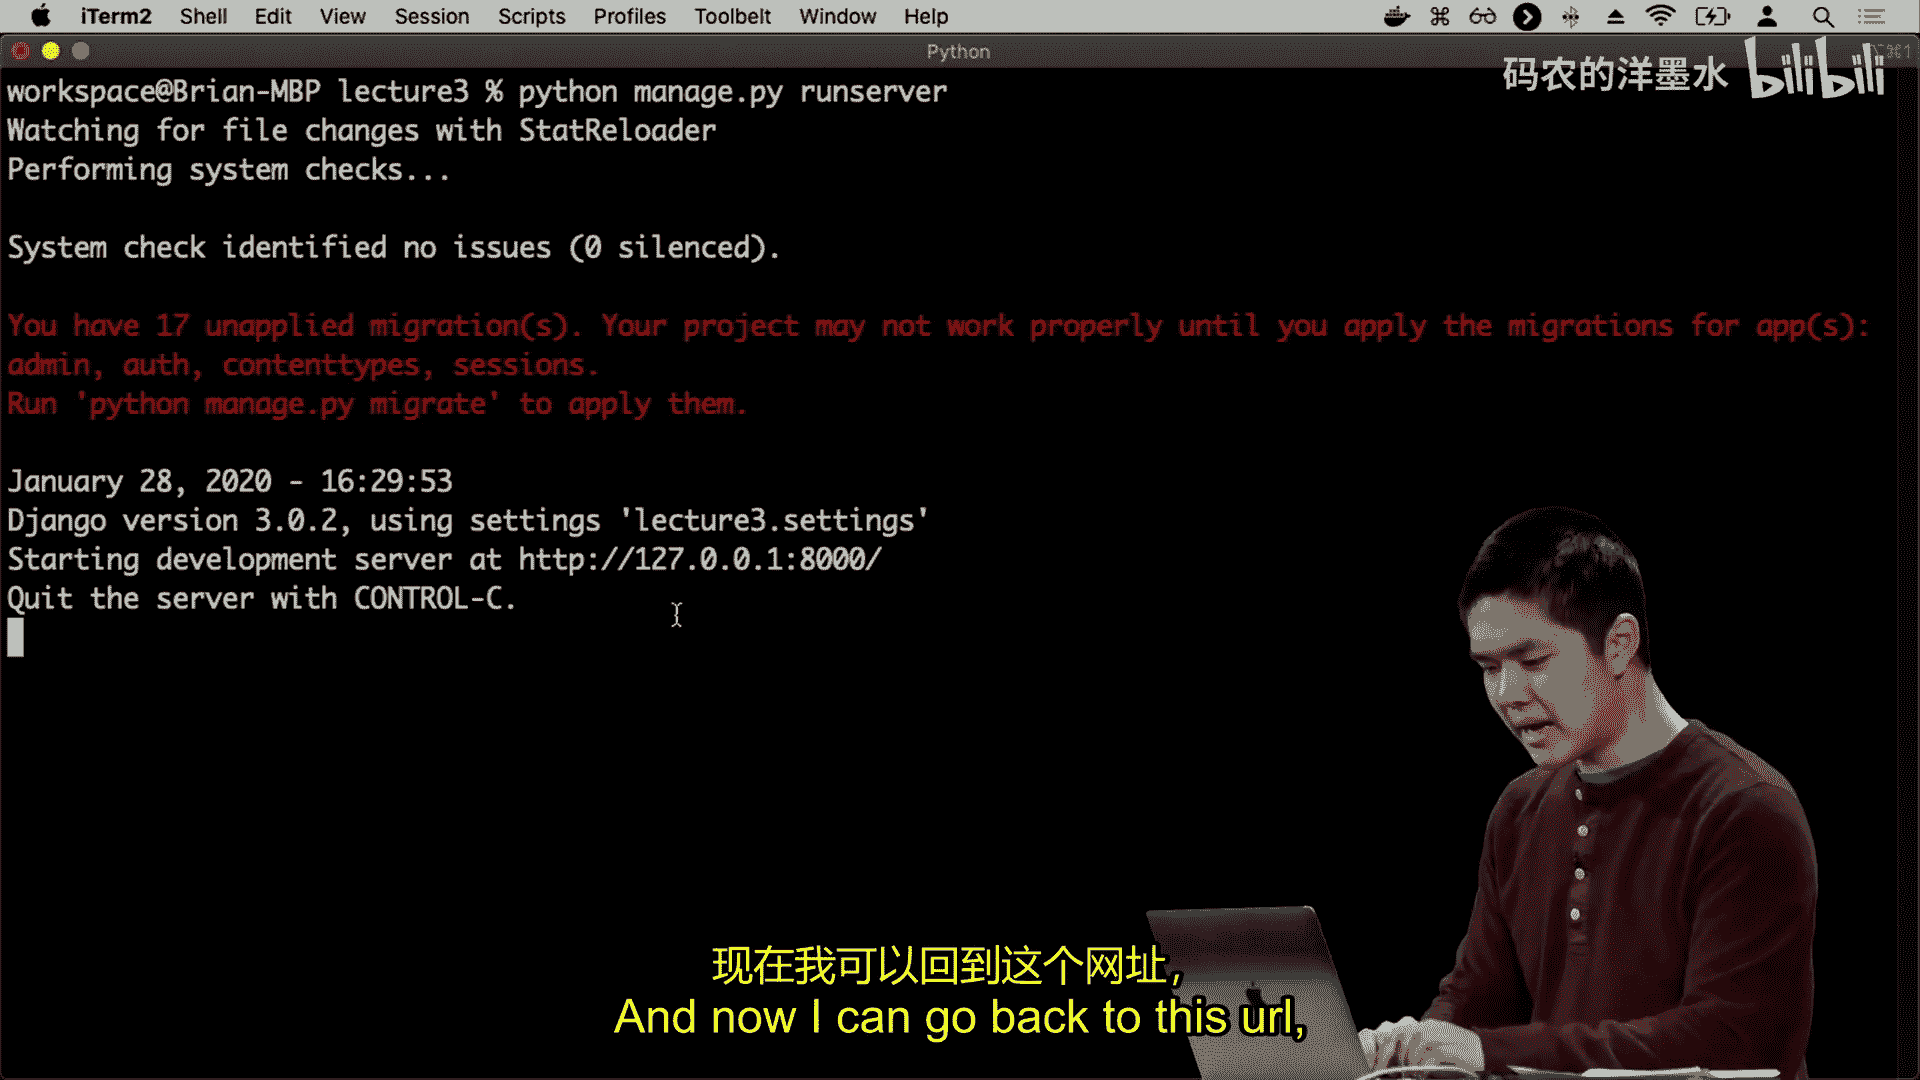 iTerm2 Shell Edit View Session Scripts Profiles Toolbelt Window Help
Python
⌥⌘1
码农的洋墨水 bilibili
workspace@Brian-MBP lecture3 % python manage.py runserver
Watching for file changes with StatReloader
Performing system checks...
System check identified no issues (0 silenced).
You have 17 unapplied migration(s). Your project may not work properly until you apply the migrations for app(s):
admin, auth, contenttypes, sessions.
Run 'python manage.py migrate' to apply them.
January 28, 2020 - 16:29:53
Django version 3.0.2, using settings 'lecture3.settings'
Starting development server at http://127.0.0.1:8000/
Quit the server with CONTROL-C.
现在我可以回到这个网址，
And now I can go back to this url,